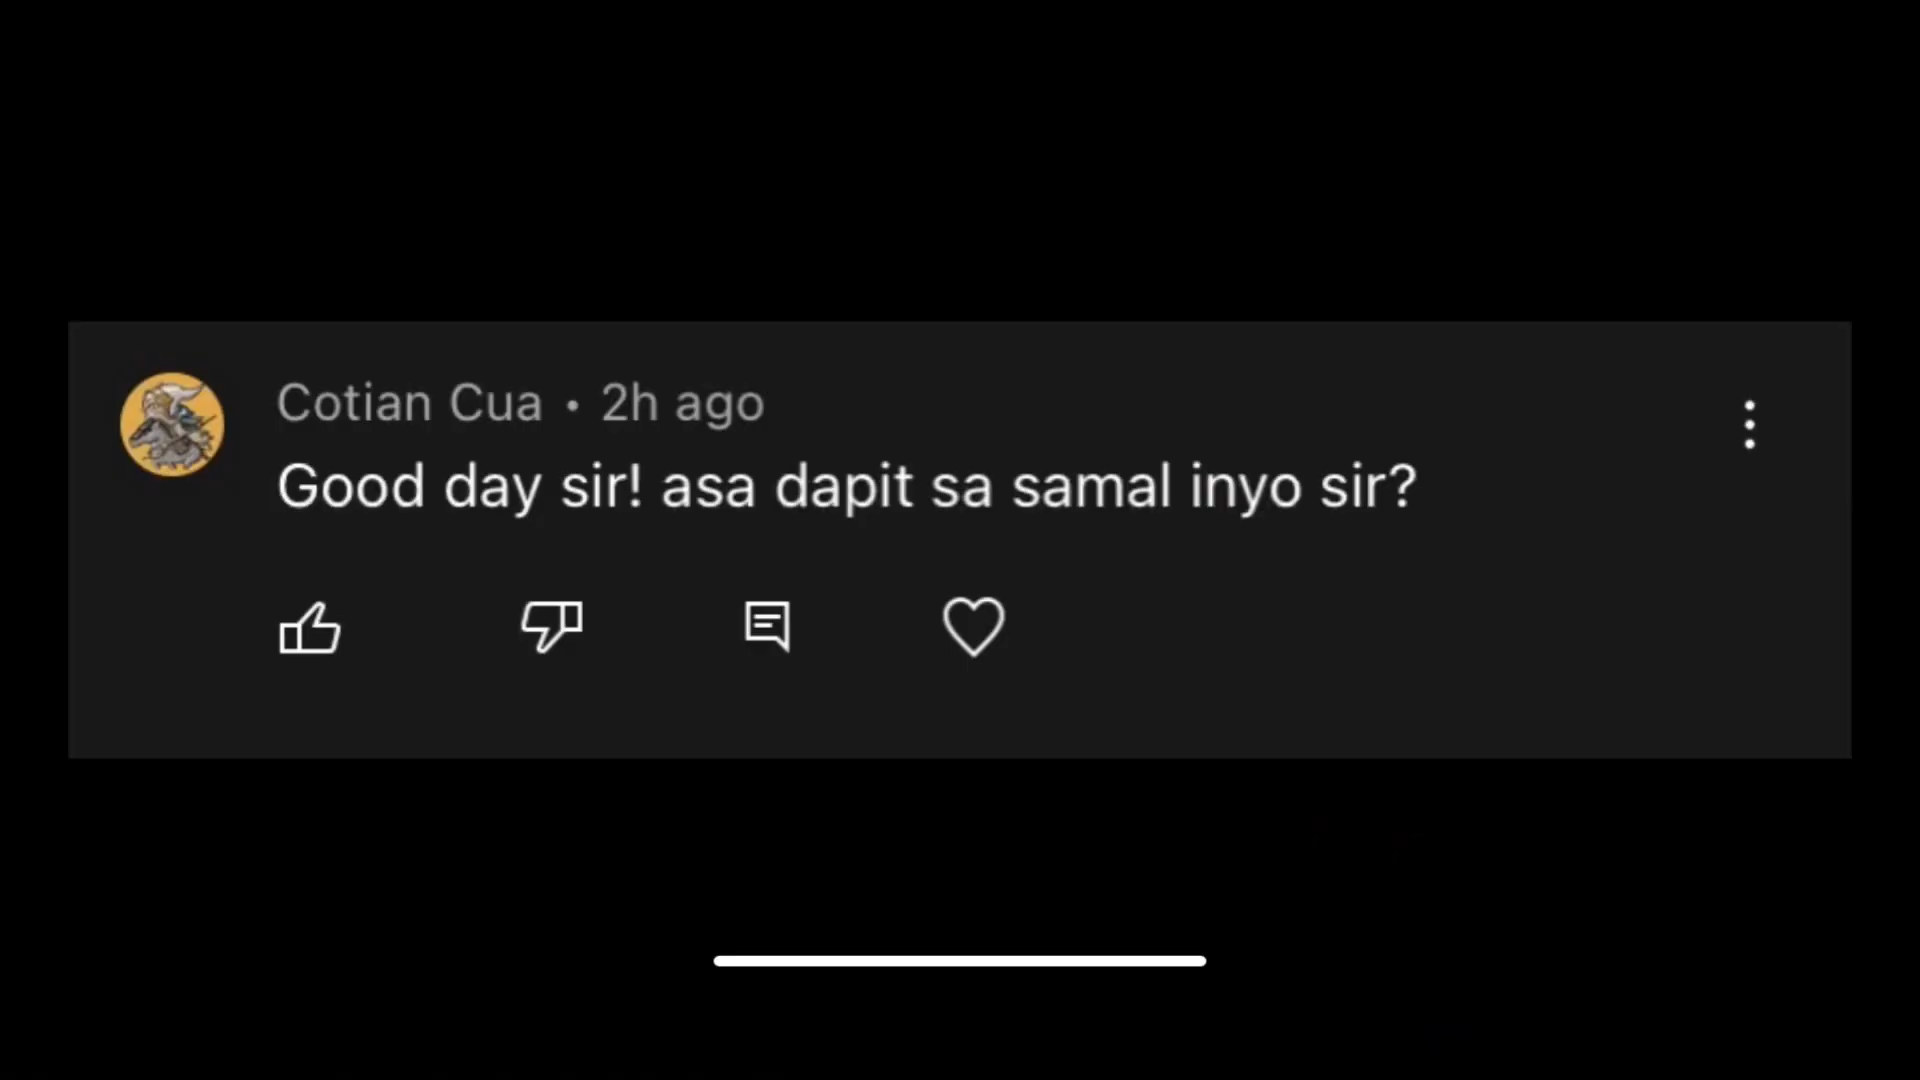 Cotian Cua • 2h ago
Good day sir! asa dapit sa samal inyo sir?